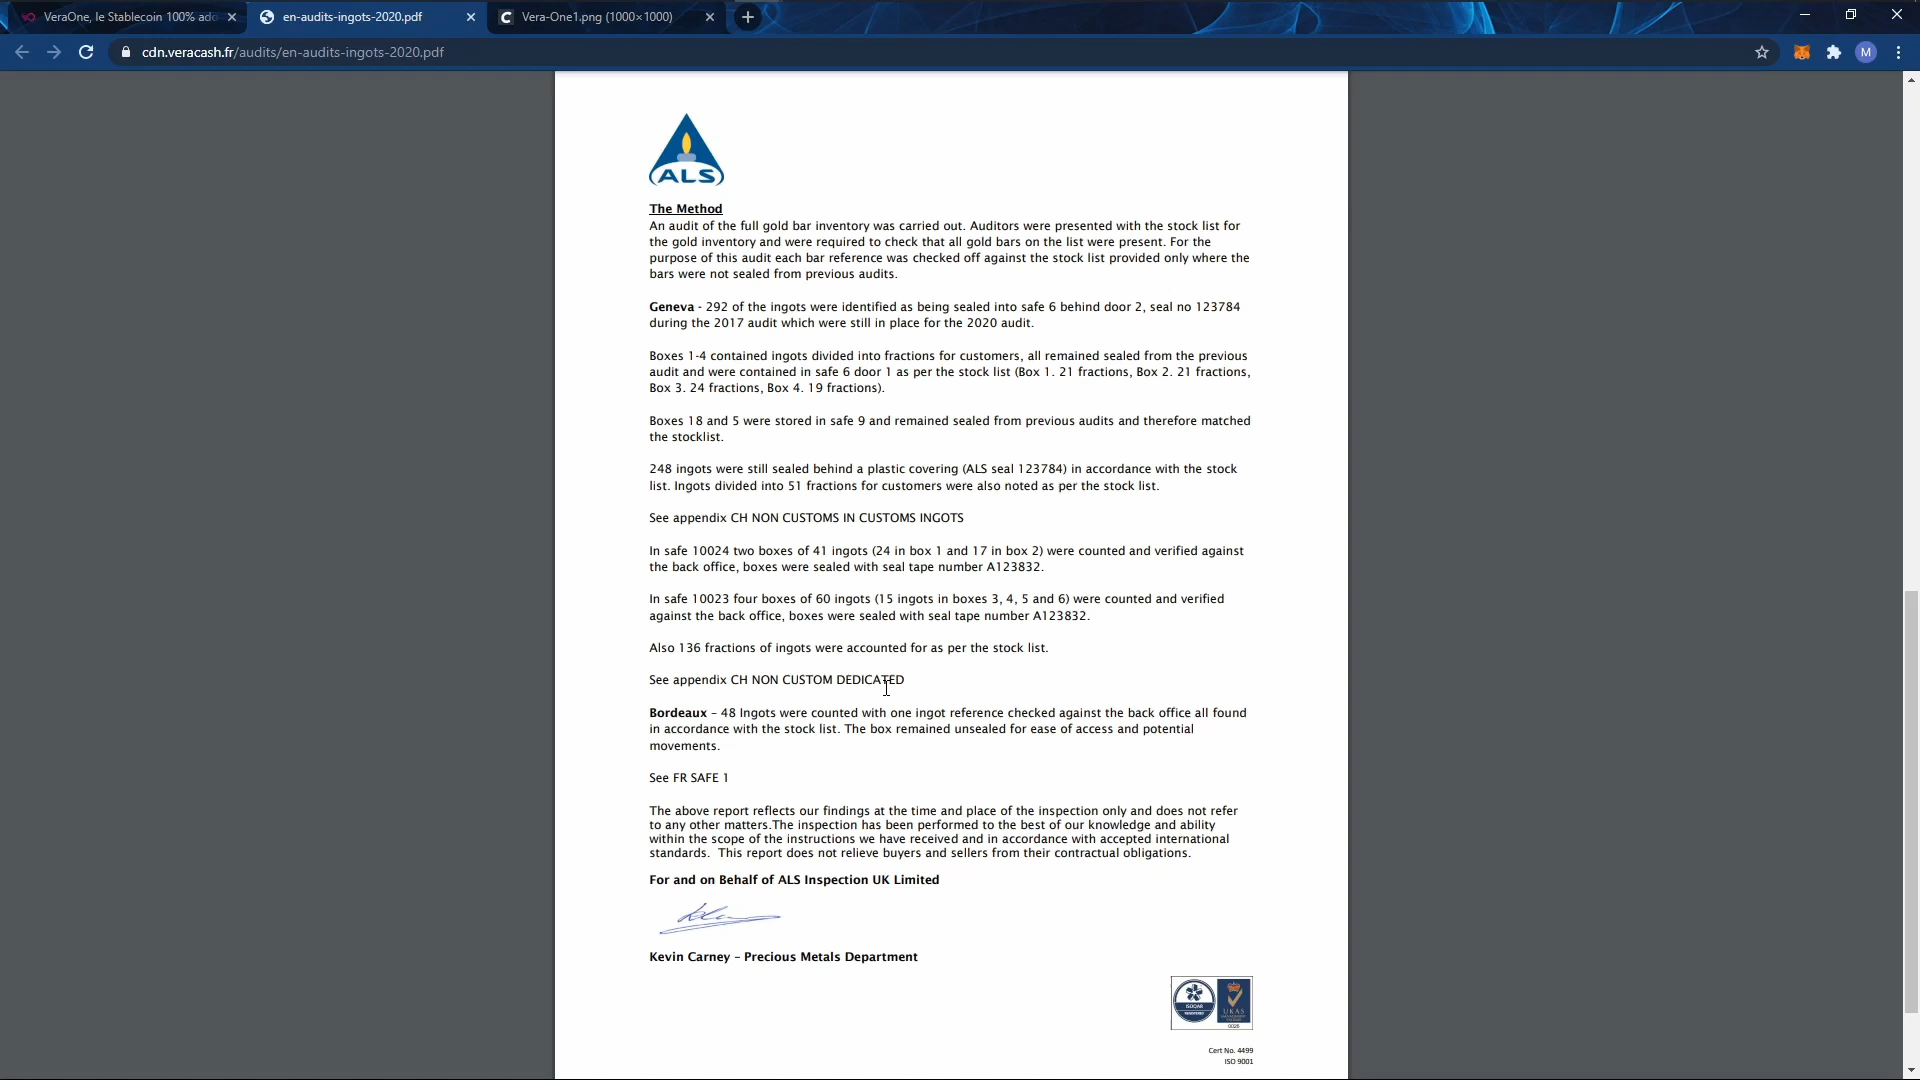 VeraOne, le Stablecoin 100% ado
en-audits-ingots-2020.pdf
Vera-One1.png (1000×1000)
cdn.veracash.fr/audits/en-audits-ingots-2020.pdf
M
ALS
The Method
An audit of the full gold bar inventory was carried out. Auditors were presented with the stock list for
the gold inventory and were required to check that all gold bars on the list were present. For the
purpose of this audit each bar reference was checked off against the stock list provided only where the
bars were not sealed from previous audits.
Geneva - 292 of the ingots were identified as being sealed into safe 6 behind door 2, seal no 123784
during the 2017 audit which were still in place for the 2020 audit.
Boxes 1-4 contained ingots divided into fractions for customers, all remained sealed from the previous
audit and were contained in safe 6 door 1 as per the stock list (Box 1. 21 fractions, Box 2. 21 fractions,
Box 3. 24 fractions, Box 4. 19 fractions).
Boxes 18 and 5 were stored in safe 9 and remained sealed from previous audits and therefore matched
the stocklist.
248 ingots were still sealed behind a plastic covering (ALS seal 123784) in accordance with the stock
list. Ingots divided into 51 fractions for customers were also noted as per the stock list.
See appendix CH NON CUSTOMS IN CUSTOMS INGOTS
In safe 10024 two boxes of 41 ingots (24 in box 1 and 17 in box 2) were counted and verified against
the back office, boxes were sealed with seal tape number A123832.
In safe 10023 four boxes of 60 ingots (15 ingots in boxes 3, 4, 5 and 6) were counted and verified
against the back office, boxes were sealed with seal tape number A123832.
Also 136 fractions of ingots were accounted for as per the stock list.
See appendix CH NON CUSTOM DEDICATED
Bordeaux – 48 Ingots were counted with one ingot reference checked against the back office all found
in accordance with the stock list. The box remained unsealed for ease of access and potential
movements.
See FR SAFE 1
The above report reflects our findings at the time and place of the inspection only and does not refer
to any other matters.The inspection has been performed to the best of our knowledge and ability
within the scope of the instructions we have received and in accordance with accepted international
standards. This report does not relieve buyers and sellers from their contractual obligations.
For and on Behalf of ALS Inspection UK Limited
Kevin Carney – Precious Metals Department
ISOQAR
REGISTERED
UKAS
MANAGEMENT
SYSTEMS
0026
Cert No. 4499
ISO 9001